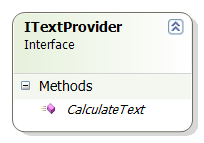 ITextProvider
Interface
Methods
CalculateText